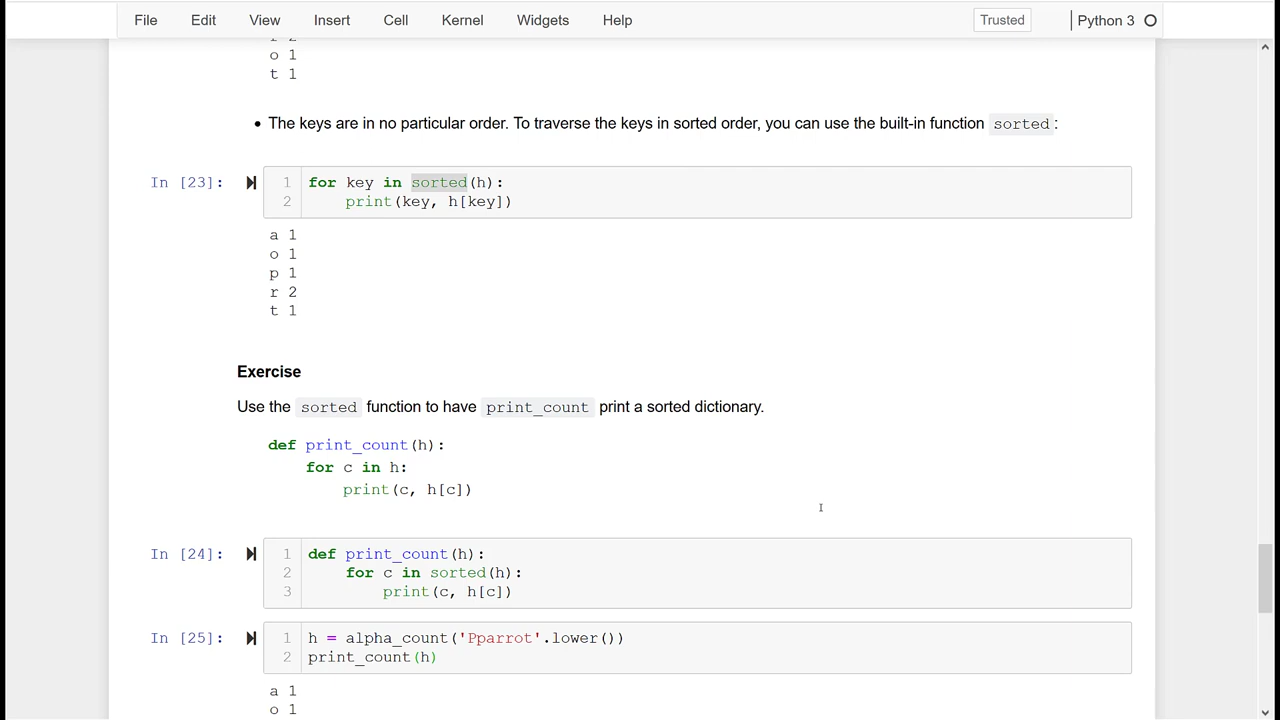 File Edit View Insert Cell Kernel Widgets Help Trusted Python 3
o 1
t 1
• The keys are in no particular order. To traverse the keys in sorted order, you can use the built-in function sorted:
In [23]: 1 for key in sorted(h):
2 print(key, h[key])
a 1
o 1
p 1
r 2
t 1
Exercise
Use the sorted function to have print_count print a sorted dictionary.
def print_count(h):
for c in h:
print(c, h[c])
In [24]: 1 def print_count(h):
2 for c in sorted(h):
3 print(c, h[c])
In [25]: 1 h = alpha_count('Pparrot'.lower())
2 print_count(h)
a 1
o 1